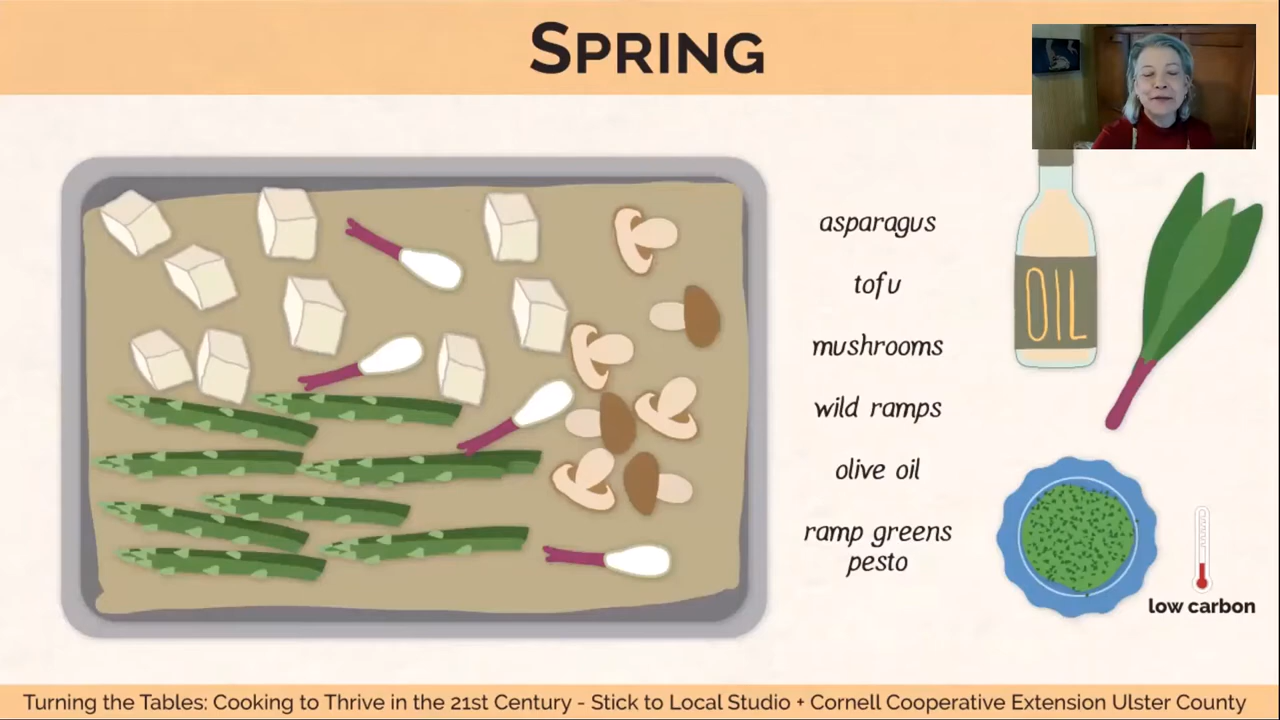 SPRING
asparagus
tofu
mushrooms
wild ramps
olive oil
ramp greens
pesto
OIL
low carbon
Turning the Tables: Cooking to Thrive in the 21st Century - Stick to Local Studio + Cornell Cooperative Extension Ulster County